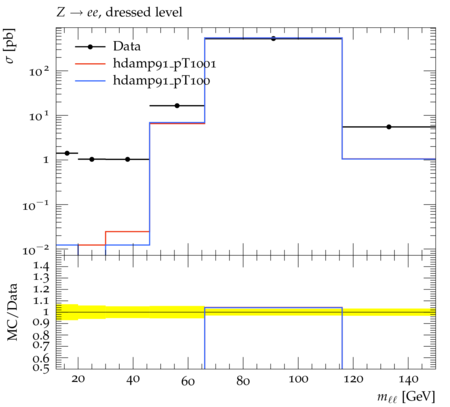 Z → ee, dressed level
σ [pb]
Data
hdamp91_pT1001
hdamp91_pT100
10²
10¹
1
10⁻¹
10⁻²
MC/Data
1.4
1.3
1.2
1.1
1
0.9
0.8
0.7
0.6
0.5
20 40 60 80 100 120 140
mℓℓ [GeV]